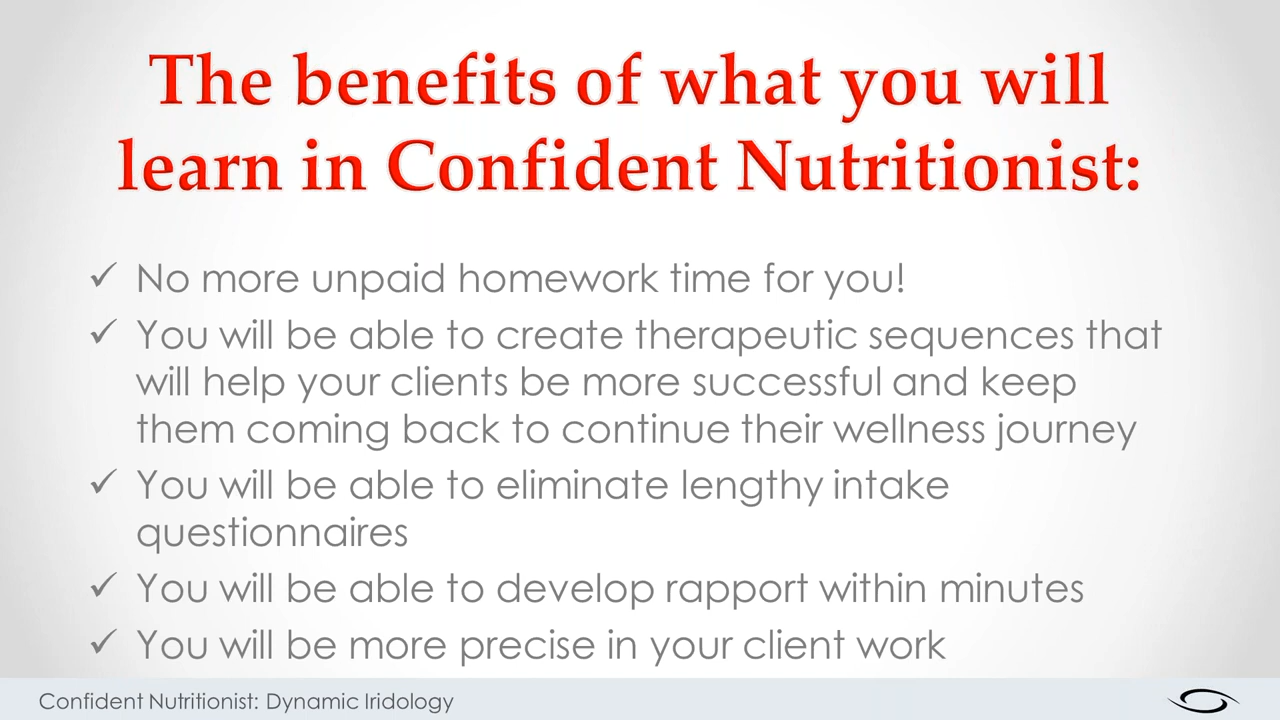 The benefits of what you will
learn in Confident Nutritionist:
✓ No more unpaid homework time for you!
✓ You will be able to create therapeutic sequences that
will help your clients be more successful and keep
them coming back to continue their wellness journey
✓ You will be able to eliminate lengthy intake
questionnaires
✓ You will be able to develop rapport within minutes
✓ You will be more precise in your client work
Confident Nutritionist: Dynamic Iridology